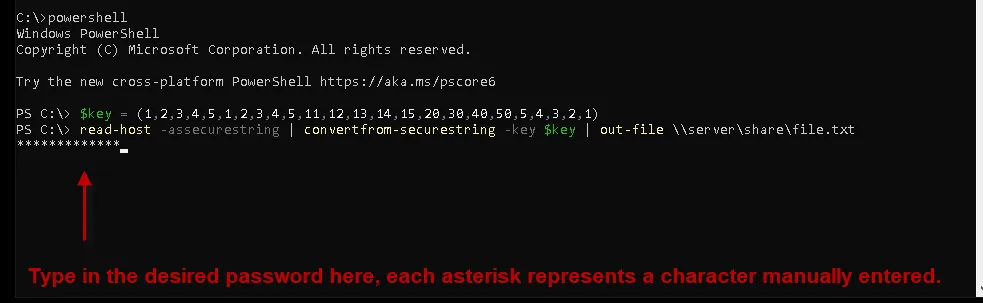 C:\>powershell
Windows PowerShell
Copyright (C) Microsoft Corporation. All rights reserved.
Try the new cross-platform PowerShell https://aka.ms/pscore6
PS C:\> $key = (1,2,3,4,5,1,2,3,4,5,11,12,13,14,15,20,30,40,50,5,4,3,2,1)
PS C:\> read-host -assecurestring | convertfrom-securestring -key $key | out-file \\server\share\file.txt
*************
Type in the desired password here, each asterisk represents a character manually entered.